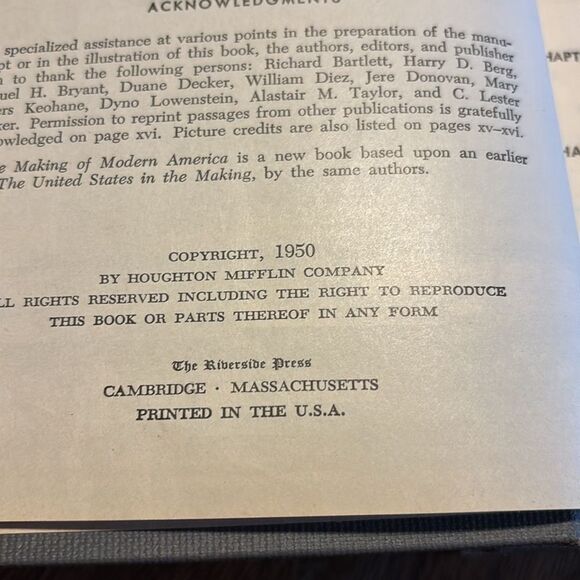 ACKNOWLEDGMENTS
specialized assistance at various points in the preparation of the manu-
or in the illustration of this book, the authors, editors, and publisher
to thank the following persons: Richard Bartlett, Harry D. Berg,
uel H. Bryant, Duane Decker, William Diez, Jere Donovan, Mary
ers Keohane, Dyno Lowenstein, Alastair M. Taylor, and C. Lester
ker. Permission to reprint passages from other publications is gratefully
owledged on page xvi. Picture credits are also listed on pages xv–xvi.
e Making of Modern America is a new book based upon an earlier
The United States in the Making, by the same authors.
COPYRIGHT, 1950
BY HOUGHTON MIFFLIN COMPANY
LL RIGHTS RESERVED INCLUDING THE RIGHT TO REPRODUCE
THIS BOOK OR PARTS THEREOF IN ANY FORM
The Riverside Press
CAMBRIDGE · MASSACHUSETTS
PRINTED IN THE U.S.A.
HAPT
HA